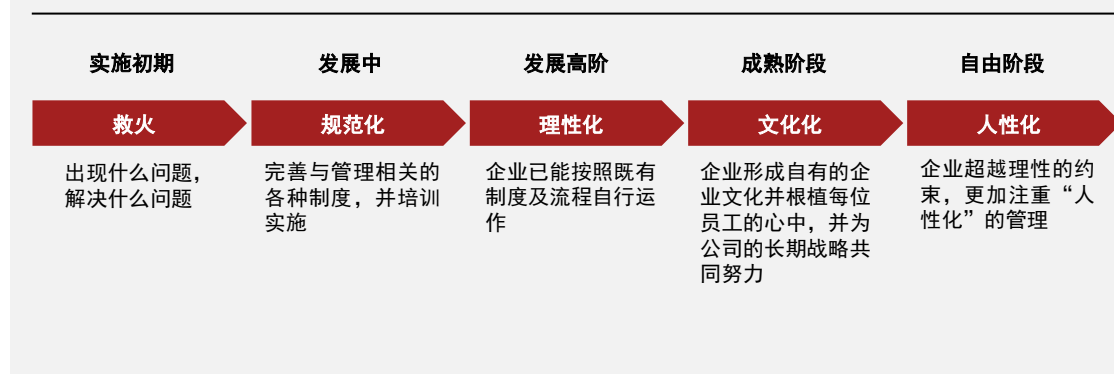 实施初期
发展中
发展高阶
成熟阶段
自由阶段
救火
规范化
理性化
文化化
人性化
出现什么问题，
解决什么问题
完善与管理相关的
各种制度，并培训
实施
企业已能按照既有
制度及流程自行运
作
企业形成自有的企
业文化并根植每位
员工的心中，并为
公司的长期战略共
同努力
企业超越理性的约
束，更加注重“人
性化”的管理